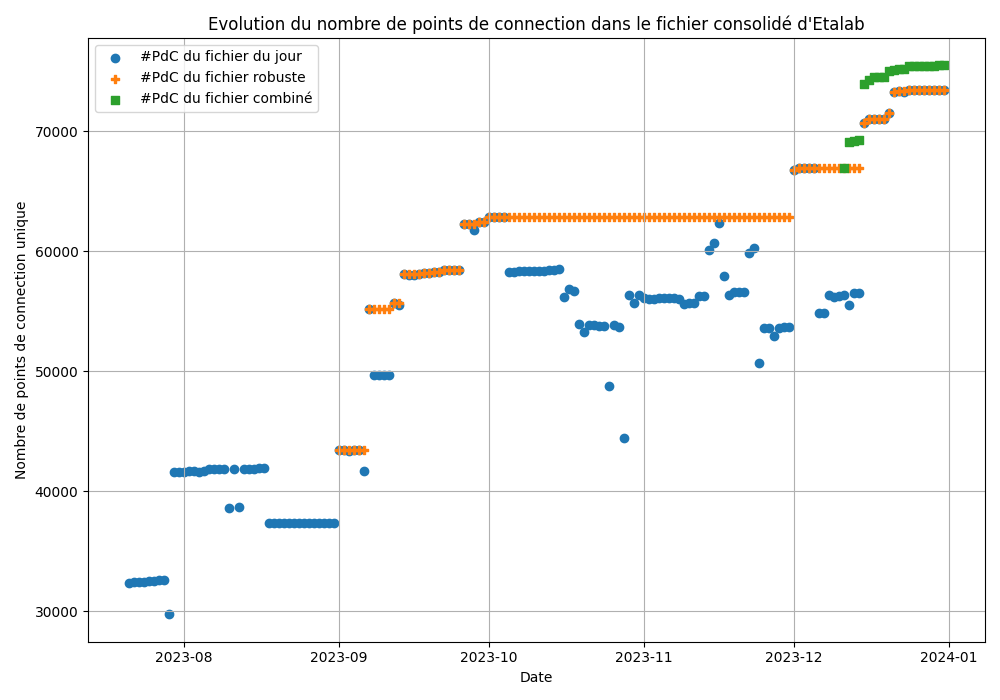 Evolution du nombre de points de connection dans le fichier consolidé d'Etalab
#PdC du fichier du jour
#PdC du fichier robuste
#PdC du fichier combiné
Nombre de points de connection unique
70000
60000
50000
40000
30000
2023-08 2023-09 2023-10 2023-11 2023-12 2024-01
Date